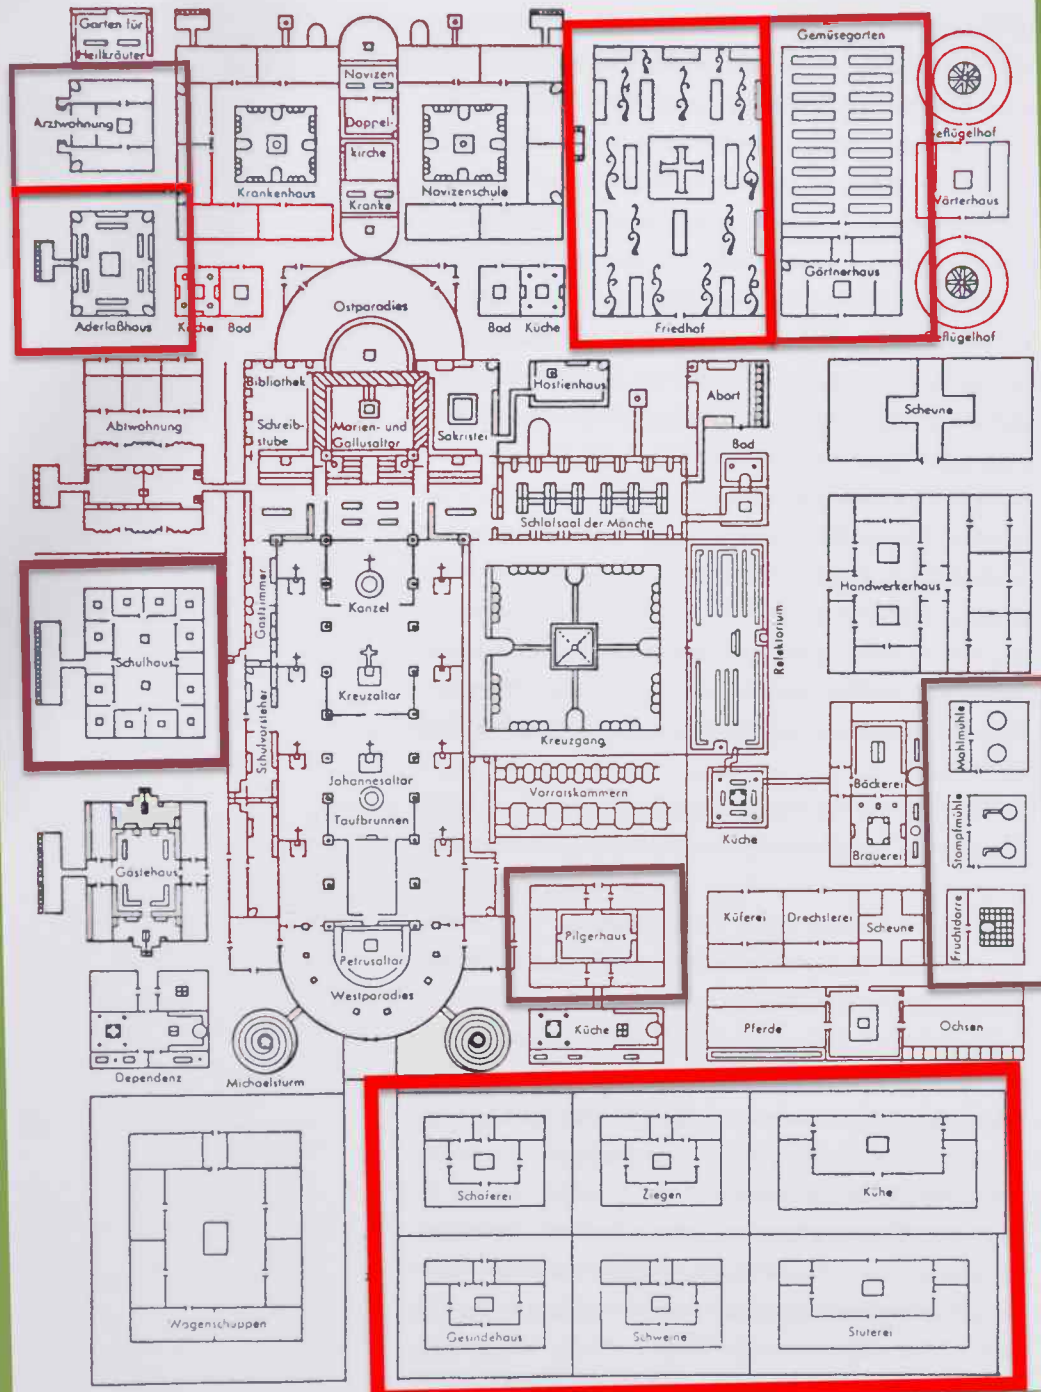 Garten für
Heilkräuter
Gemüsegarten
Novizen
Doppel-
kirche
Kranke
Arztwohnung
Krankenhaus
Novizenschule
Geflügelhof
Wärterhaus
Aderlaßhaus
Küche
Bad
Ostparadies
Bad
Küche
Friedhof
Gärtnerhaus
Geflügelhof
Abtwohnung
Bibliothek
Schreib-
stube
Marien- und
Gallusaltar
Sakristei
Hostienhaus
Abort
Bad
Scheune
Schlafsaal der Mönche
Handwerkerhaus
Gastzimmer
Kanzel
Refektorium
Schulhaus
Kreuzaltar
Kreuzgang
Schulvorsteher
Johannesaltar
Taufbrunnen
Vorratskammern
Küche
Bäckerei
Brauerei
Mahlmühle
Stampfmühle
Fruchtdarre
Gästehaus
Pilgerhaus
Küferei
Drechslerei
Scheune
Petrusaltar
Westparadies
Küche
Pferde
Ochsen
Dependenz
Michaelsturm
Schäferei
Ziegen
Kühe
Wagenschuppen
Gesindehaus
Schweine
Stuterei